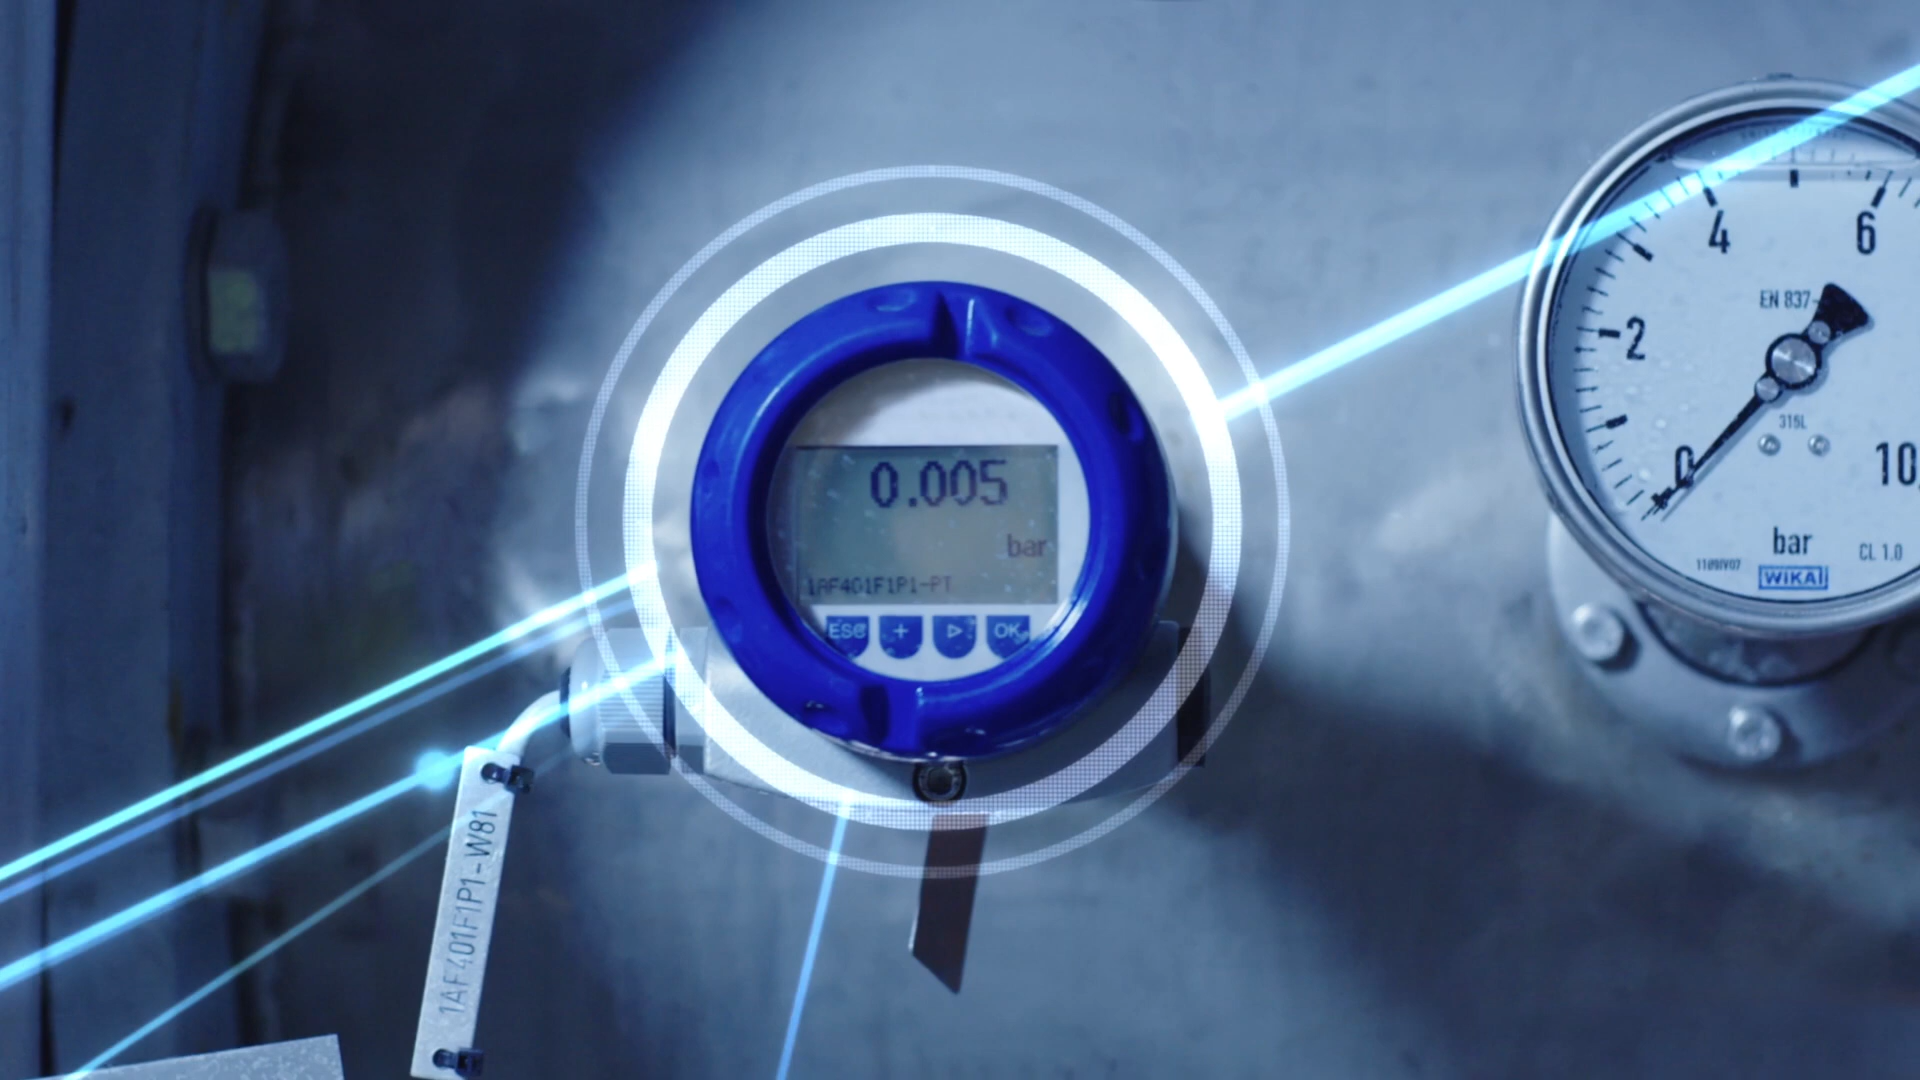 0.005
bar
1AF401F1P1-PT
ESC + ▷ OK
1AF401F1P1-W81
4
6
EN 837-
2
316L
0
10
bar
CL 1.0
WIKA